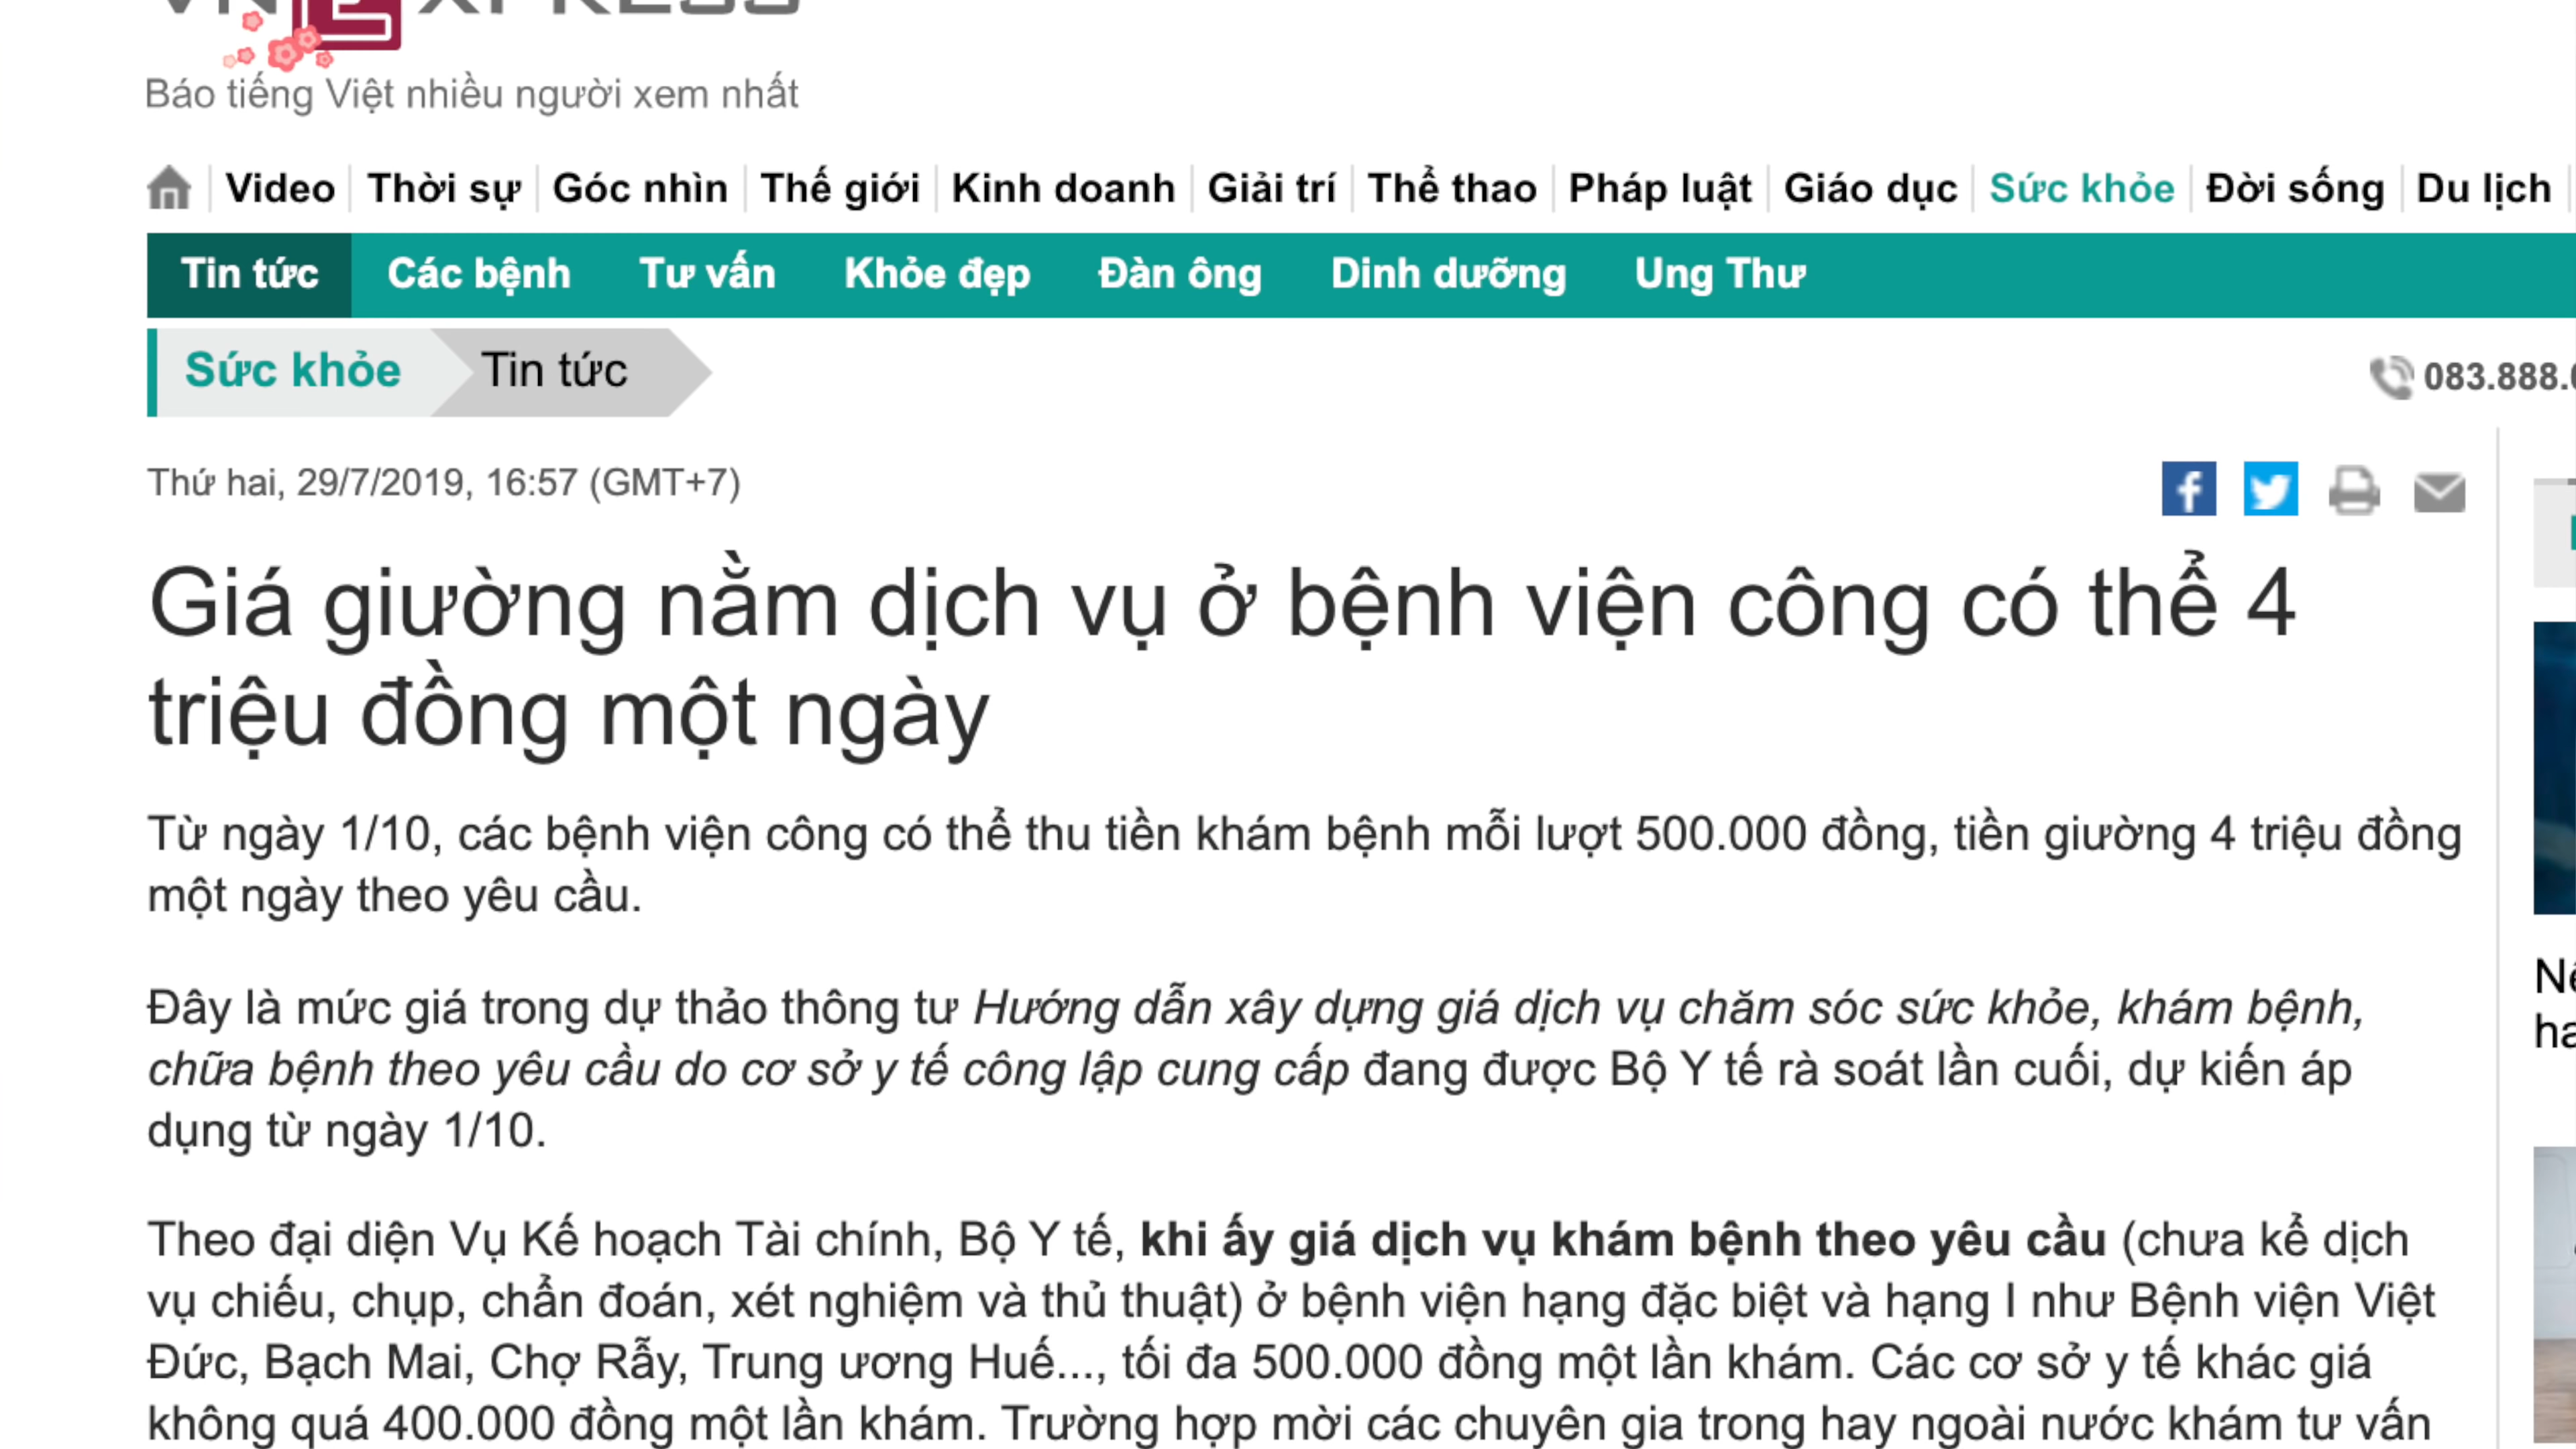 Báo tiếng Việt nhiều người xem nhất
Video Thời sự Góc nhìn Thế giới Kinh doanh Giải trí Thể thao Pháp luật Giáo dục Sức khỏe Đời sống Du lịch
Tin tức Các bệnh Tư vấn Khỏe đẹp Đàn ông Dinh dưỡng Ung Thư
Sức khỏe Tin tức
083.888.
Thứ hai, 29/7/2019, 16:57 (GMT+7)
Giá giường nằm dịch vụ ở bệnh viện công có thể 4
triệu đồng một ngày
Từ ngày 1/10, các bệnh viện công có thể thu tiền khám bệnh mỗi lượt 500.000 đồng, tiền giường 4 triệu đồng
một ngày theo yêu cầu.
Đây là mức giá trong dự thảo thông tư Hướng dẫn xây dựng giá dịch vụ chăm sóc sức khỏe, khám bệnh,
chữa bệnh theo yêu cầu do cơ sở y tế công lập cung cấp đang được Bộ Y tế rà soát lần cuối, dự kiến áp
dụng từ ngày 1/10.
Theo đại diện Vụ Kế hoạch Tài chính, Bộ Y tế, khi ấy giá dịch vụ khám bệnh theo yêu cầu (chưa kể dịch
vụ chiếu, chụp, chẩn đoán, xét nghiệm và thủ thuật) ở bệnh viện hạng đặc biệt và hạng I như Bệnh viện Việt
Đức, Bạch Mai, Chợ Rẫy, Trung ương Huế..., tối đa 500.000 đồng một lần khám. Các cơ sở y tế khác giá
không quá 400.000 đồng một lần khám. Trường hợp mời các chuyên gia trong hay ngoài nước khám tư vấn